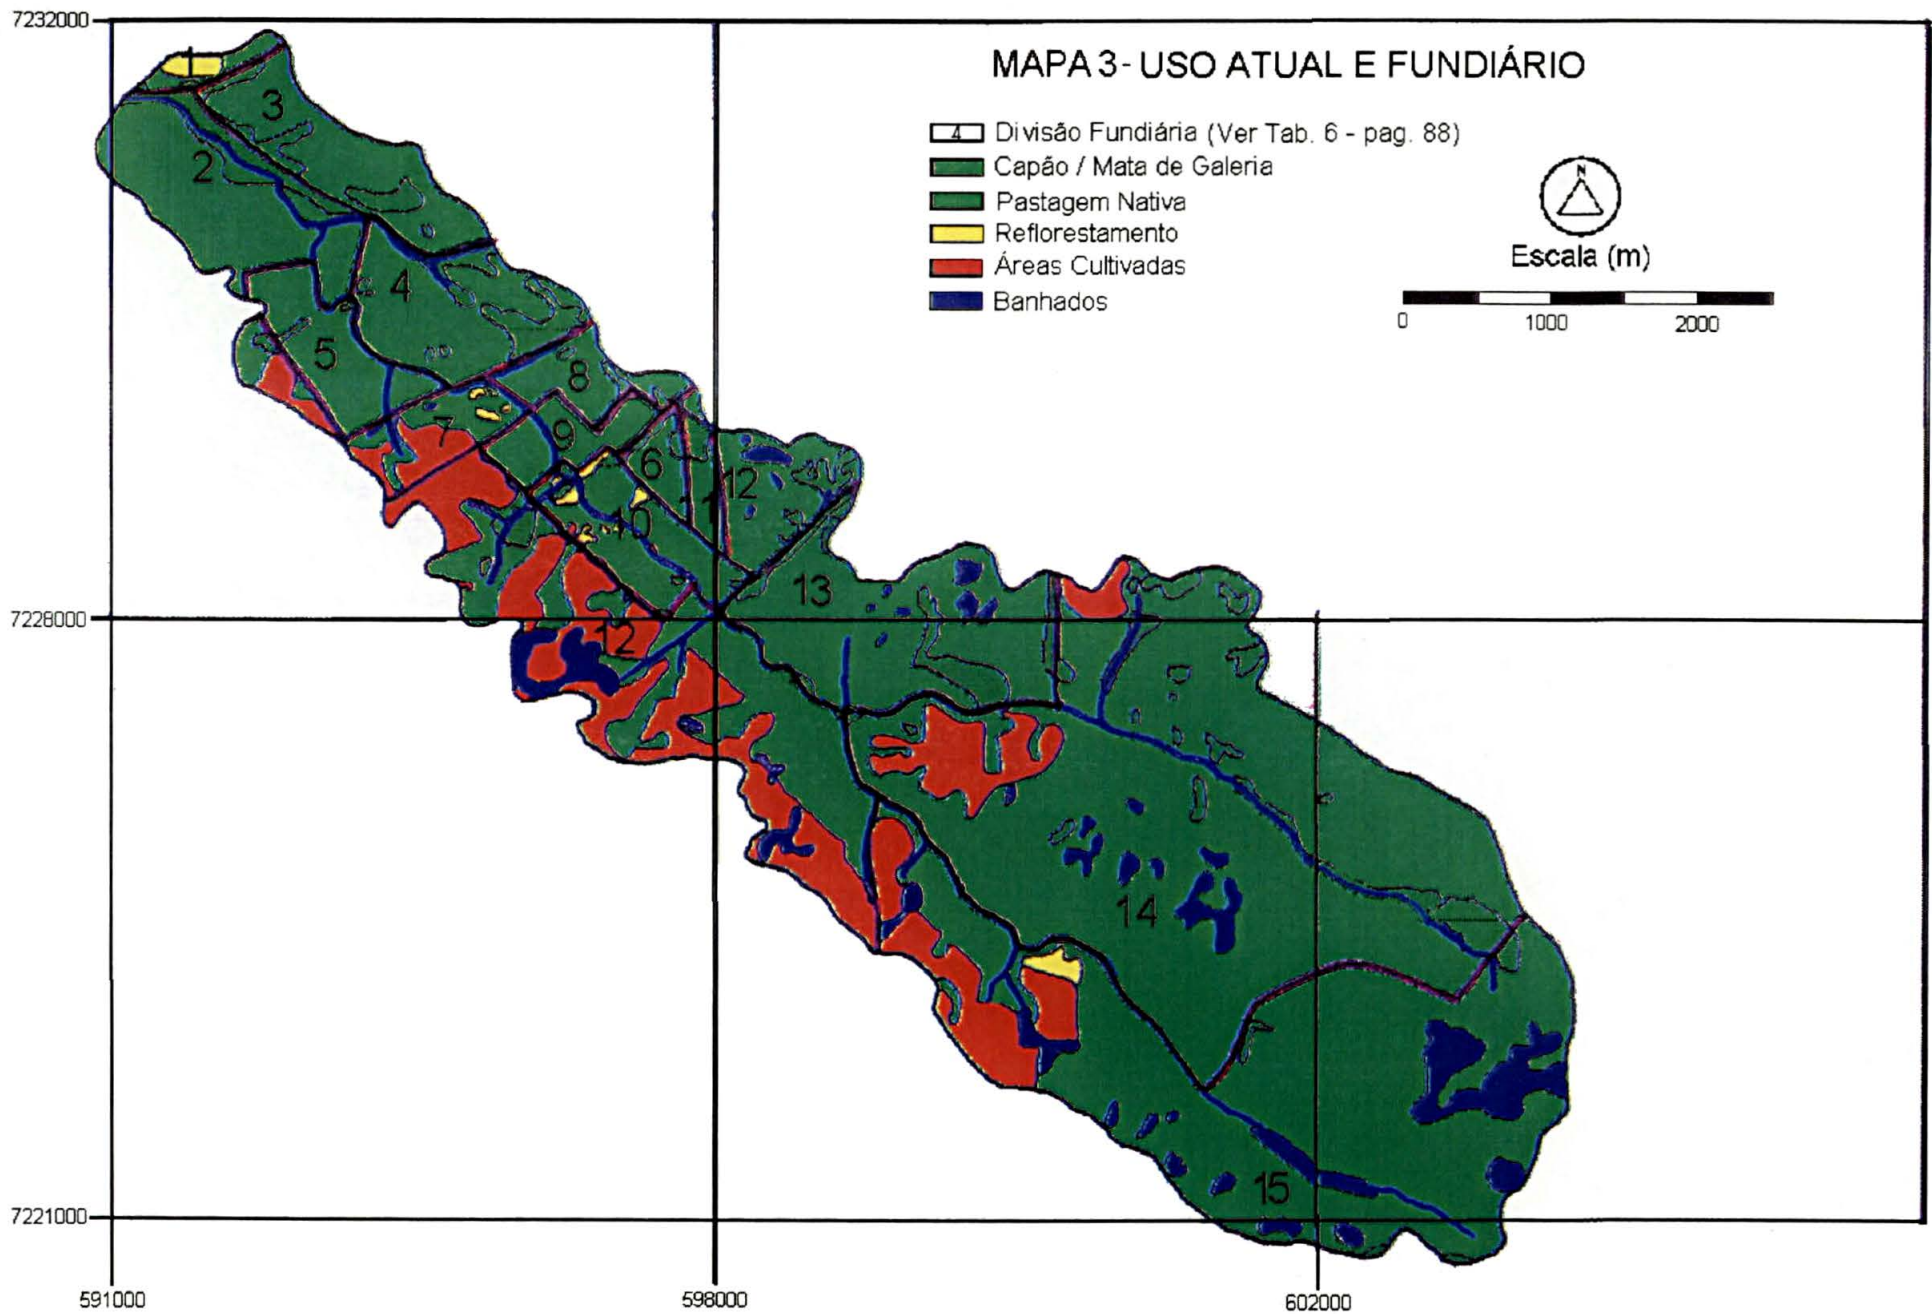 7232000
MAPA 3 - USO ATUAL E FUNDIÁRIO
4 Divisão Fundiária (Ver Tab. 6 - pag. 88)
Capão / Mata de Galeria
Pastagem Nativa
Reflorestamento
Áreas Cultivadas
Banhados
N
Escala (m)
0 1000 2000
1
3
2
4
5
8
7
9
6
12
11
10
13
7228000
12
14
15
7221000
591000 598000 602000